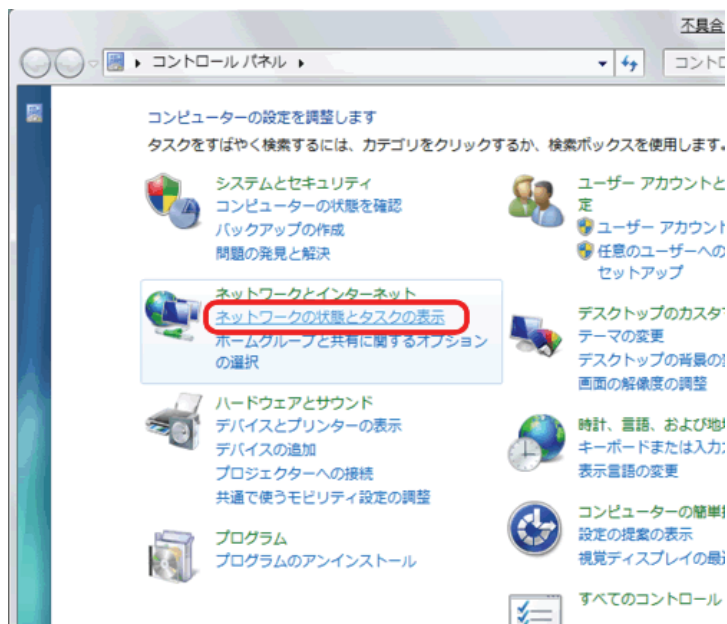 不具合
コントロール パネル
コントロ
コンピューターの設定を調整します
タスクをすばやく検索するには、カテゴリをクリックするか、検索ボックスを使用します。
システムとセキュリティ
コンピューターの状態を確認
バックアップの作成
問題の発見と解決
ネットワークとインターネット
ネットワークの状態とタスクの表示
ホームグループと共有に関するオプション
の選択
ハードウェアとサウンド
デバイスとプリンターの表示
デバイスの追加
プロジェクターへの接続
共通で使うモビリティ設定の調整
プログラム
プログラムのアンインストール
ユーザー アカウントと
定
ユーザー アカウント
任意のユーザーへの
セットアップ
デスクトップのカスタ
テーマの変更
デスクトップの背景の
画面の解像度の調整
時計、言語、および地
キーボードまたは入力
表示言語の変更
コンピューターの簡単
設定の提案の表示
視覚ディスプレイの最
すべてのコントロール